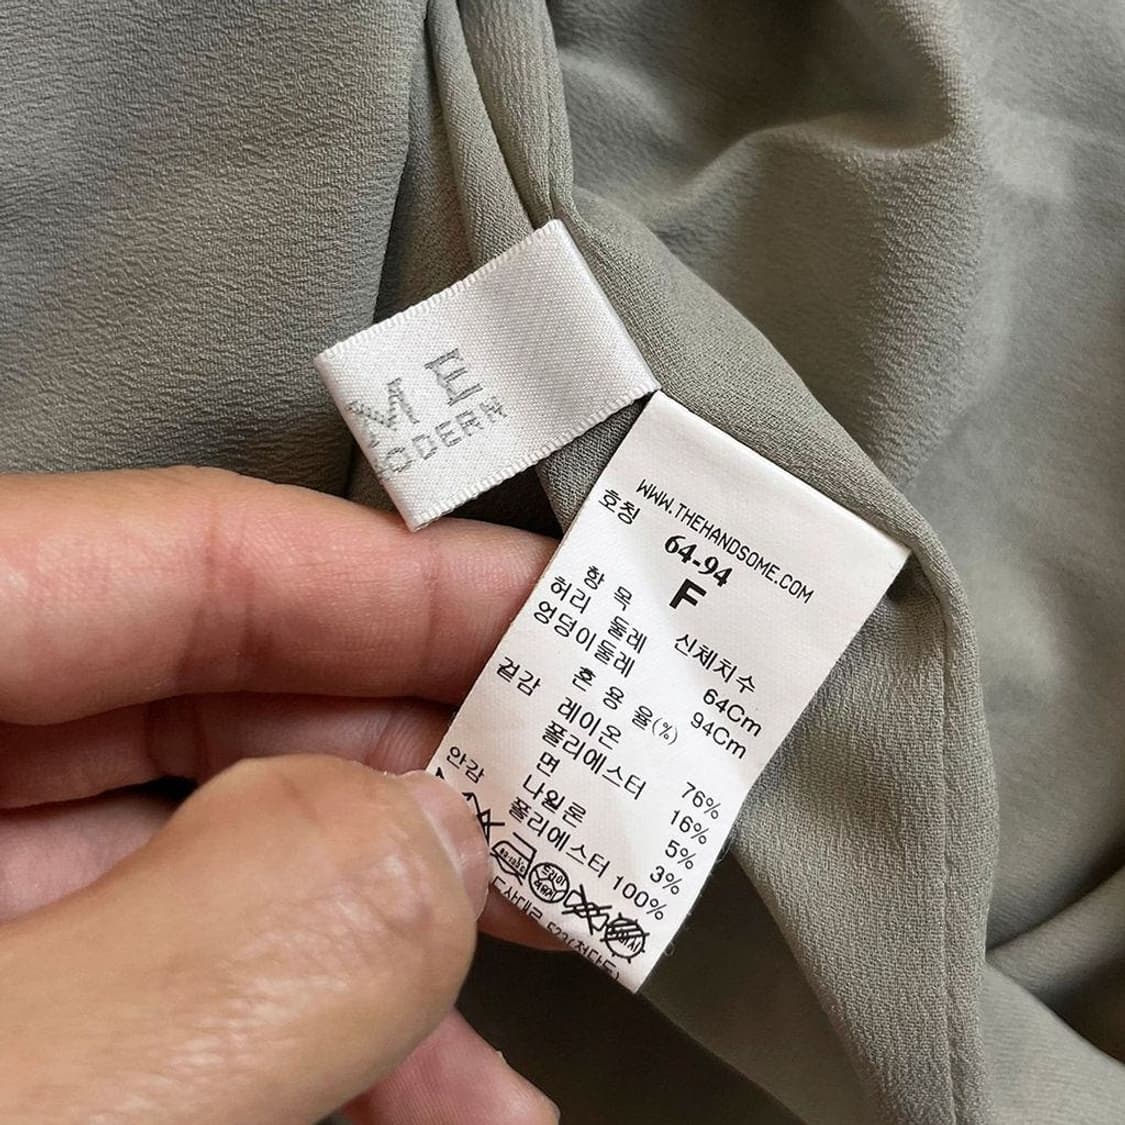 M E
MODERN
WWW.THEHANDSOME.COM
호칭
64-94
F
항 목 신체치수
허리 둘레 64Cm
엉덩이둘레 94Cm
혼 용 율(%)
겉감 레이온 76%
폴리에스터 16%
면 5%
나일론 3%
안감 폴리에스터 100%